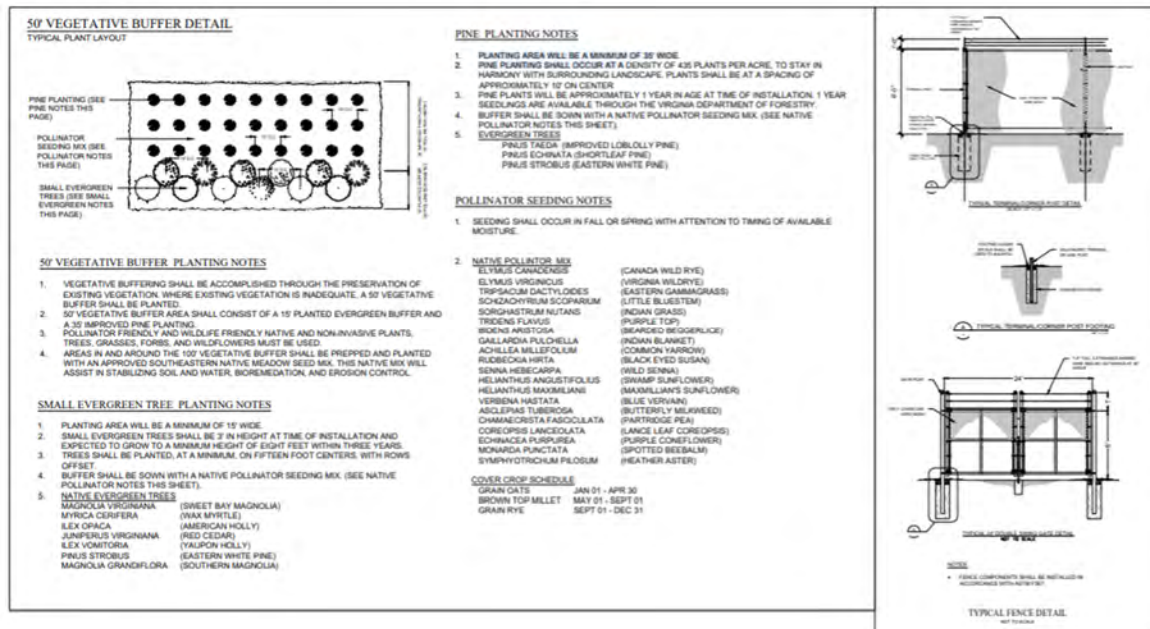 50' VEGETATIVE BUFFER DETAIL
TYPICAL PLANT LAYOUT
PINE PLANTING (SEE
PINE NOTES THIS
PAGE)
POLLINATOR
SEEDING MIX (SEE
POLLINATOR NOTES
THIS PAGE)
SMALL EVERGREEN
TREES (SEE SMALL
EVERGREEN NOTES
THIS PAGE)
50' VEGETATIVE BUFFER PLANTING NOTES
1. VEGETATIVE BUFFERING SHALL BE ACCOMPLISHED THROUGH THE PRESERVATION OF
EXISTING VEGETATION. WHERE EXISTING VEGETATION IS INADEQUATE, A 50' VEGETATIVE
BUFFER SHALL BE PLANTED.
2. 50' VEGETATIVE BUFFER AREA SHALL CONSIST OF A 15' PLANTED EVERGREEN BUFFER AND
A 35' IMPROVED PINE PLANTING.
3. POLLINATOR FRIENDLY AND WILDLIFE FRIENDLY NATIVE AND NON-INVASIVE PLANTS,
TREES, GRASSES, FORBS, AND WILDFLOWERS MUST BE USED.
4. AREAS IN AND AROUND THE 100' VEGETATIVE BUFFER SHALL BE PREPPED AND PLANTED
WITH AN APPROVED SOUTHEASTERN NATIVE MEADOW SEED MIX. THIS NATIVE MIX WILL
ASSIST IN STABILIZING SOIL AND WATER, BIOREMEDIATION, AND EROSION CONTROL.
SMALL EVERGREEN TREE PLANTING NOTES
1. PLANTING AREA WILL BE A MINIMUM OF 15' WIDE.
2. SMALL EVERGREEN TREES SHALL BE 3' IN HEIGHT AT TIME OF INSTALLATION AND
EXPECTED TO GROW TO A MINIMUM HEIGHT OF EIGHT FEET WITHIN THREE YEARS.
3. TREES SHALL BE PLANTED, AT A MINIMUM, ON FIFTEEN FOOT CENTERS, WITH ROWS
OFFSET.
4. BUFFER SHALL BE SOWN WITH A NATIVE POLLINATOR SEEDING MIX. (SEE NATIVE
POLLINATOR NOTES THIS SHEET).
5. NATIVE EVERGREEN TREES
MAGNOLIA VIRGINIANA (SWEET BAY MAGNOLIA)
MYRICA CERIFERA (WAX MYRTLE)
ILEX OPACA (AMERICAN HOLLY)
JUNIPERUS VIRGINIANA (RED CEDAR)
ILEX VOMITORIA (YAUPON HOLLY)
PINUS STROBUS (EASTERN WHITE PINE)
MAGNOLIA GRANDIFLORA (SOUTHERN MAGNOLIA)
PINE PLANTING NOTES
1. PLANTING AREA WILL BE A MINIMUM OF 35' WIDE.
2. PINE PLANTING SHALL OCCUR AT A DENSITY OF 435 PLANTS PER ACRE, TO STAY IN
HARMONY WITH SURROUNDING LANDSCAPE. PLANTS SHALL BE AT A SPACING OF
APPROXIMATELY 10' ON CENTER
3. PINE PLANTS WILL BE APPROXIMATELY 1 YEAR IN AGE AT TIME OF INSTALLATION. 1 YEAR
SEEDLINGS ARE AVAILABLE THROUGH THE VIRGINIA DEPARTMENT OF FORESTRY.
4. BUFFER SHALL BE SOWN WITH A NATIVE POLLINATOR SEEDING MIX. (SEE NATIVE
POLLINATOR NOTES THIS SHEET).
5. EVERGREEN TREES
PINUS TAEDA (IMPROVED LOBLOLLY PINE)
PINUS ECHINATA (SHORTLEAF PINE)
PINUS STROBUS (EASTERN WHITE PINE)
POLLINATOR SEEDING NOTES
1. SEEDING SHALL OCCUR IN FALL OR SPRING WITH ATTENTION TO TIMING OF AVAILABLE
MOISTURE.
2. NATIVE POLLINTOR MIX
ELYMUS CANADENSIS (CANADA WILD RYE)
ELYMUS VIRGINICUS (VIRGINIA WILDRYE)
TRIPSACUM DACTYLOIDES (EASTERN GAMMAGRASS)
SCHIZACHYRIUM SCOPARIUM (LITTLE BLUESTEM)
SORGHASTRUM NUTANS (INDIAN GRASS)
TRIDENS FLAVUS (PURPLE TOP)
BIDENS ARISTOSA (BEARDED BEGGERLICE)
GAILLARDIA PULCHELLA (INDIAN BLANKET)
ACHILLEA MILLEFOLIUM (COMMON YARROW)
RUDBECKIA HIRTA (BLACK EYED SUSAN)
SENNA HEBECARPA (WILD SENNA)
HELIANTHUS ANGUSTIFOLIUS (SWAMP SUNFLOWER)
HELIANTHUS MAXIMILIANII (MAXMILLIAN'S SUNFLOWER)
VERBENA HASTATA (BLUE VERVAIN)
ASCLEPIAS TUBEROSA (BUTTERFLY MILKWEED)
CHAMAECRISTA FASCICULATA (PARTRIDGE PEA)
COREOPSIS LANCEOLATA (LANCE LEAF COREOPSIS)
ECHINACEA PURPUREA (PURPLE CONEFLOWER)
MONARDA PUNCTATA (SPOTTED BEEBALM)
SYMPHYOTRICHUM PILOSUM (HEATHER ASTER)
COVER CROP SCHEDULE
GRAIN OATS JAN 01 - APR 30
BROWN TOP MILLET MAY 01 - SEPT 01
GRAIN RYE SEPT 01 - DEC 31
TYPICAL TERMINAL/CORNER POST DETAIL
TYPICAL TERMINAL/CORNER POST FOOTING
24'
TYPICAL 24' DOUBLE SWING GATE DETAIL
NOT TO SCALE
NOTES:
FENCE COMPONENTS SHALL BE INSTALLED IN
ACCORDANCE WITH
TYPICAL FENCE DETAIL
NOT TO SCALE